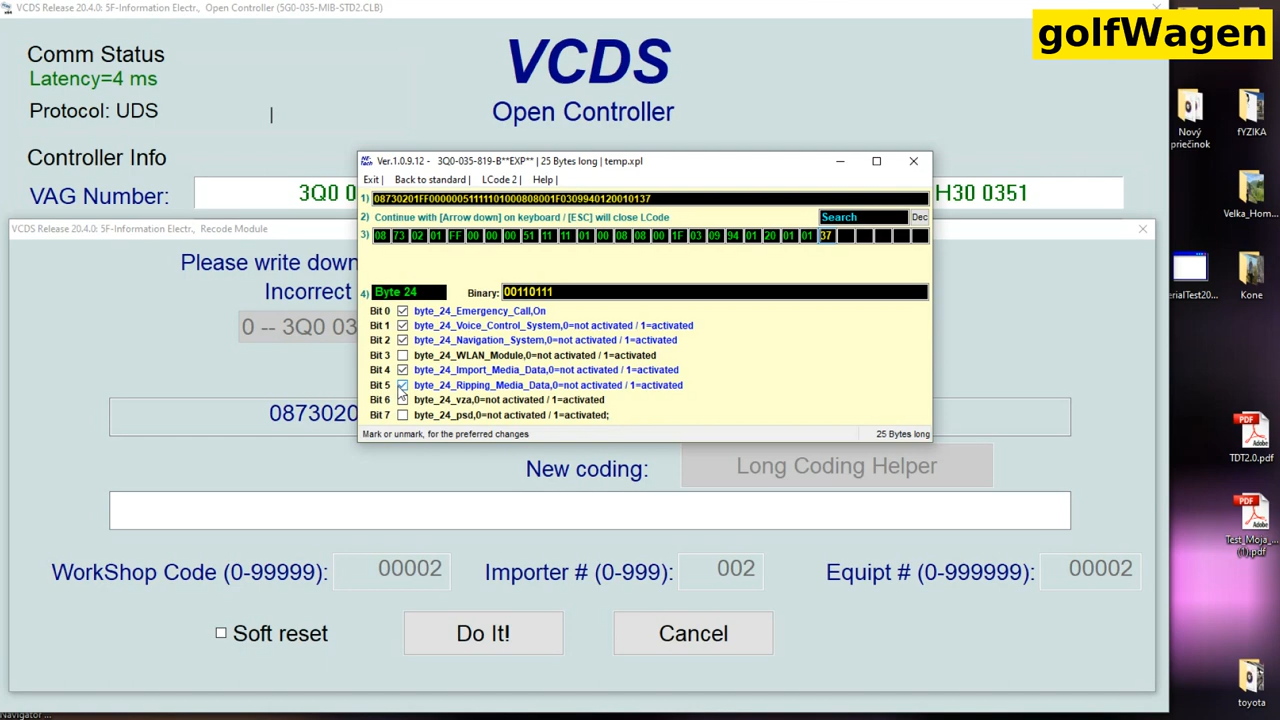 VCDS Release 20.4.0: 5F-Information Electr., Open Controller (5G0-035-MIB-STD2.CLB)
golfWagen
Comm Status
Latency=4 ms
Protocol: UDS
VCDS
Open Controller
Controller Info
VAG Number:
3Q0 0
H30 0351
VCDS Release 20.4.0: 5F-Information Electr., Recode Module
Please write down
Incorrect
0 -- 3Q0 03
0873020
Ver.1.0.9.12 - 3Q0-035-819-B**EXP** | 25 Bytes long | temp.xpl
Exit | Back to standard | LCode 2 | Help |
1) 08730201FF00000051111101000808001F0309940120010137
2) Continue with [Arrow down] on keyboard / [ESC] will close LCode
Search
Dec
3) 08 73 02 01 FF 00 00 00 51 11 11 01 00 08 08 00 1F 03 09 94 01 20 01 01 37
4) Byte 24 Binary: 00110111
Bit 0 byte_24_Emergency_Call,On
Bit 1 byte_24_Voice_Control_System,0=not activated / 1=activated
Bit 2 byte_24_Navigation_System,0=not activated / 1=activated
Bit 3 byte_24_WLAN_Module,0=not activated / 1=activated
Bit 4 byte_24_Import_Media_Data,0=not activated / 1=activated
Bit 5 byte_24_Ripping_Media_Data,0=not activated / 1=activated
Bit 6 byte_24_vza,0=not activated / 1=activated
Bit 7 byte_24_psd,0=not activated / 1=activated;
Mark or unmark, for the preferred changes
25 Bytes long
New coding:
Long Coding Helper
WorkShop Code (0-99999): 00002
Importer # (0-999): 002
Equipt # (0-999999): 00002
Soft reset
Do It!
Cancel
Nový priečinok
fYZIKA
Velka_Hom...
erialTest20...
Kone
TDT2.0.pdf
Test_Moja_... (1).pdf
toyota
Navigator ...